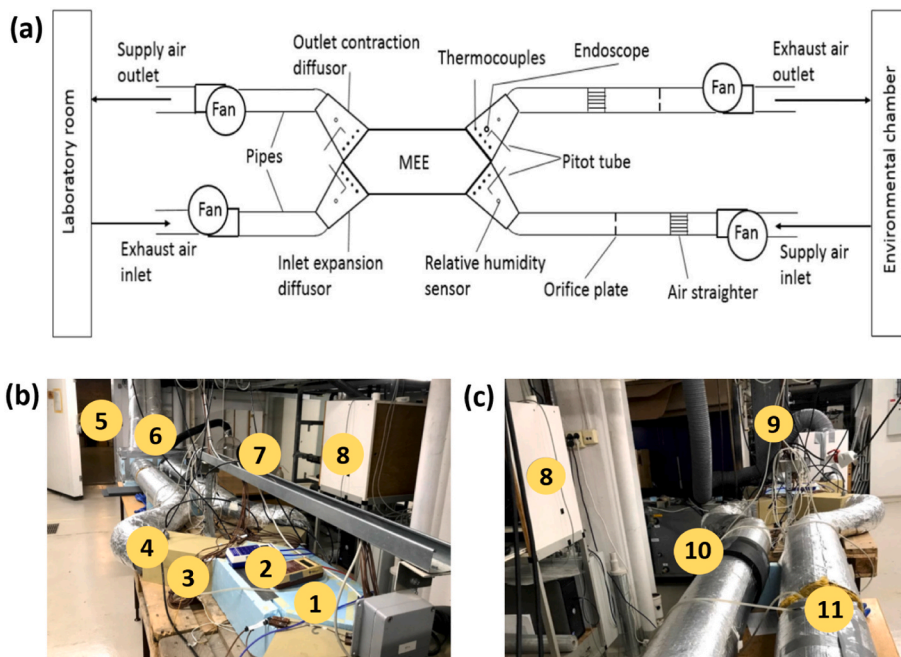 (a)
Laboratory room
Supply air
outlet
Outlet contraction
diffusor
Thermocouples
Endoscope
Exhaust air
outlet
Environmental chamber
Fan
Fan
Pipes
MEE
Pitot tube
Fan
Fan
Exhaust air
inlet
Inlet expansion
diffusor
Relative humidity
sensor
Orifice plate
Air straighter
Supply air
inlet
(b)
5
6
7
8
4
3
2
1
(c)
9
8
10
11